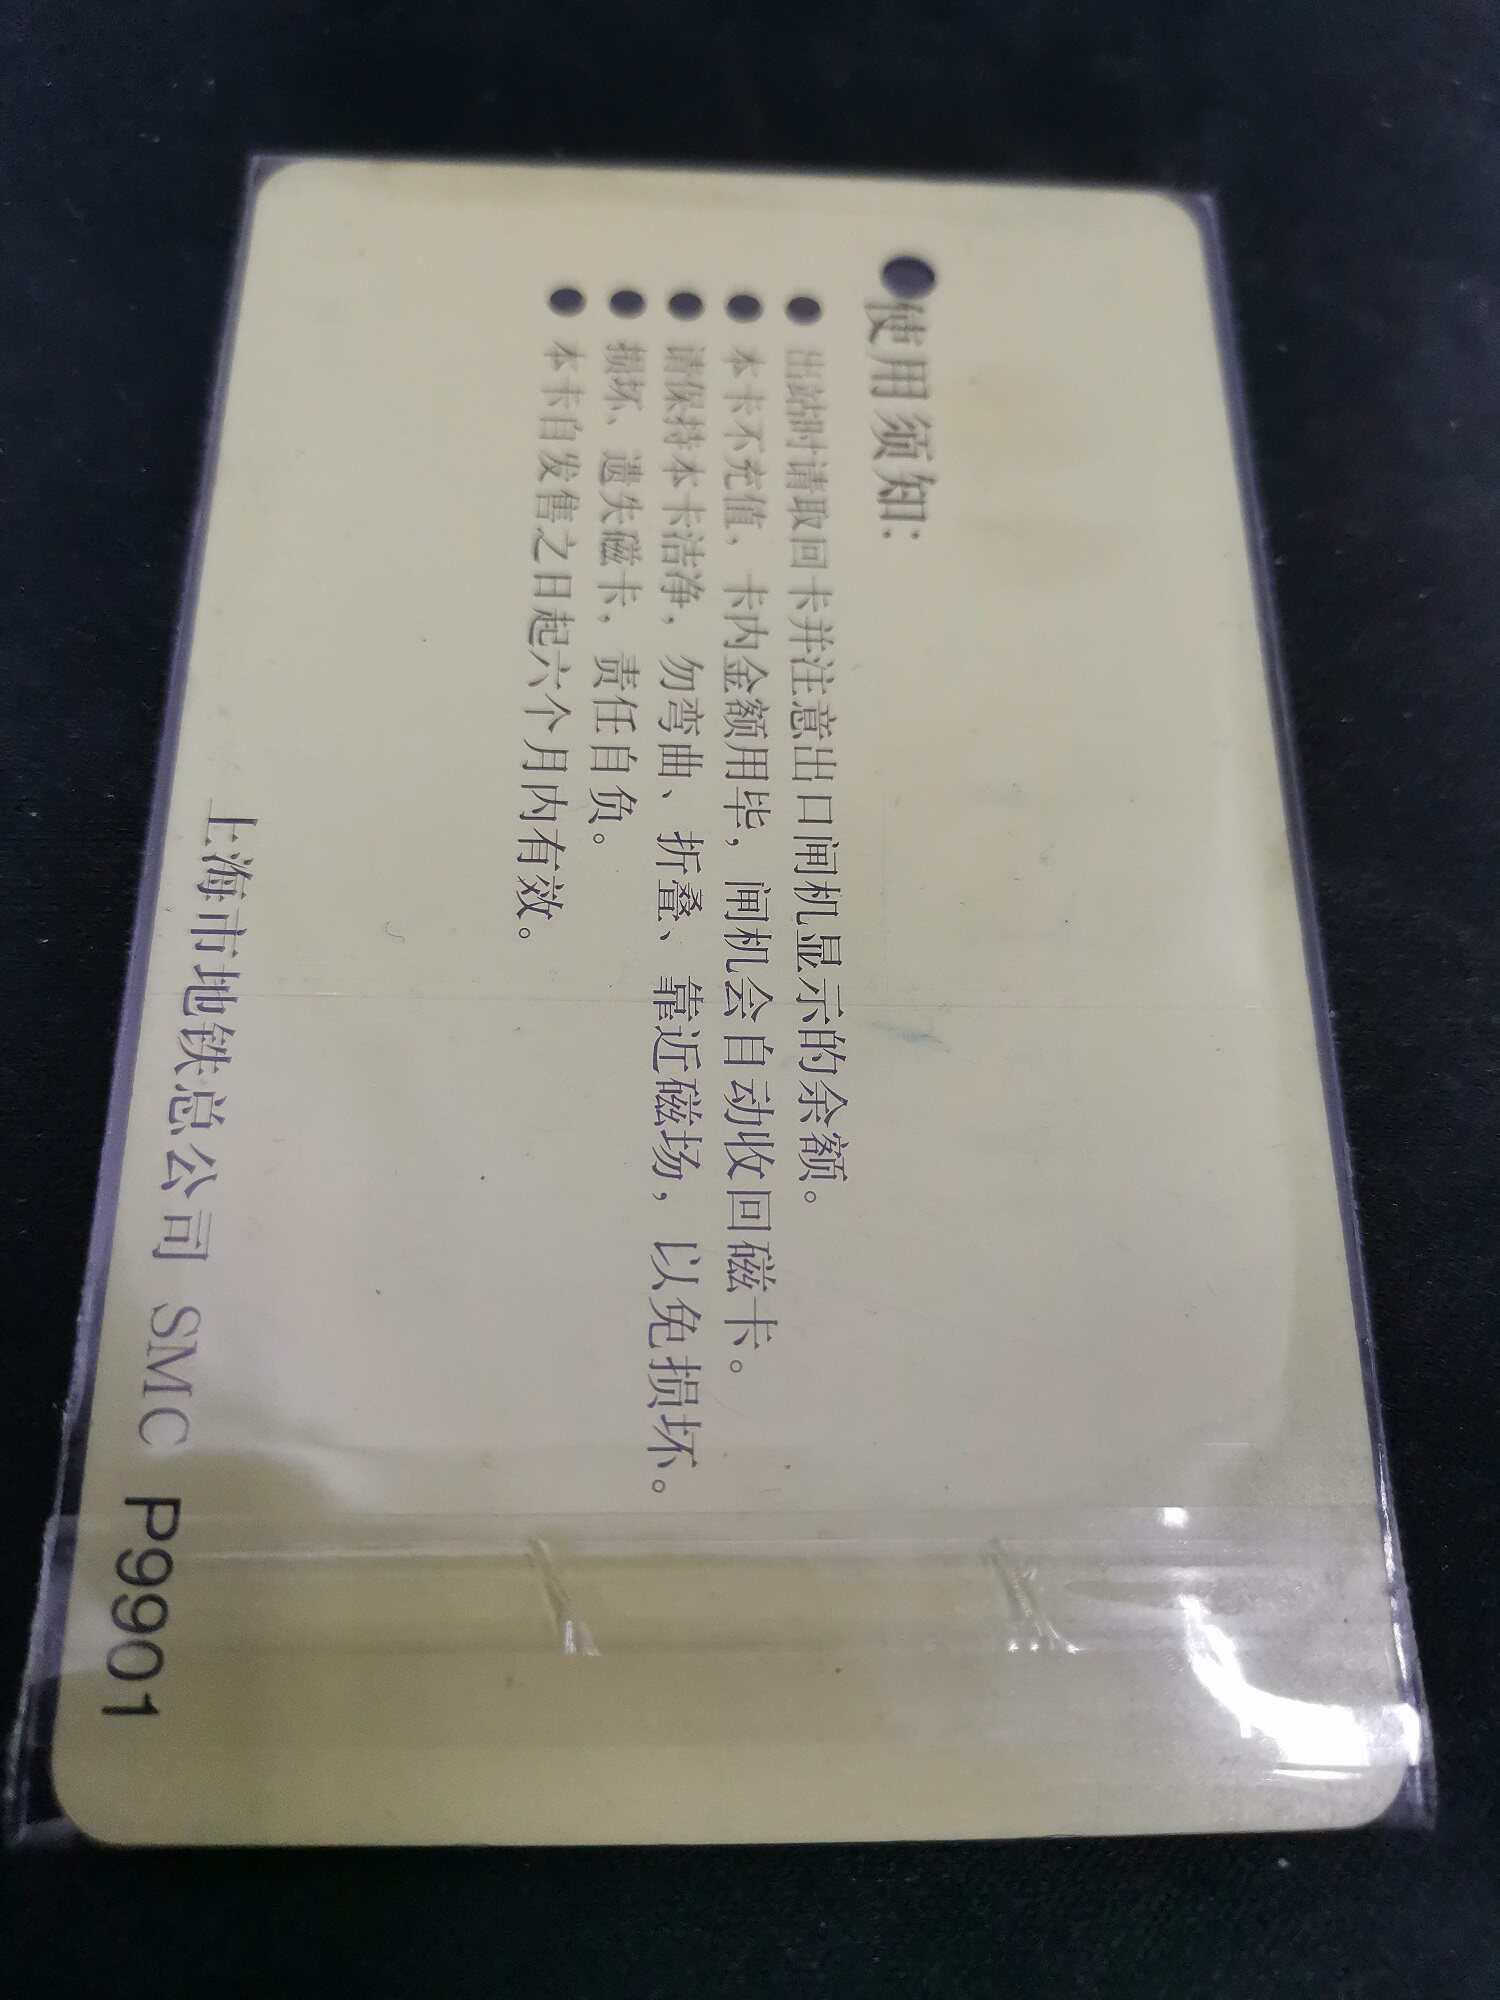 ●使用须知:
● 出站时请取回卡并注意出口闸机显示的余额。
● 本卡不充值，卡内金额用毕，闸机会自动收回磁卡。
● 请保持本卡洁净，勿弯曲、折叠、靠近磁场，以免损坏。
● 损坏、遗失磁卡，责任自负。
● 本卡自发售之日起六个月内有效。
上海市地铁总公司 SMC P9901